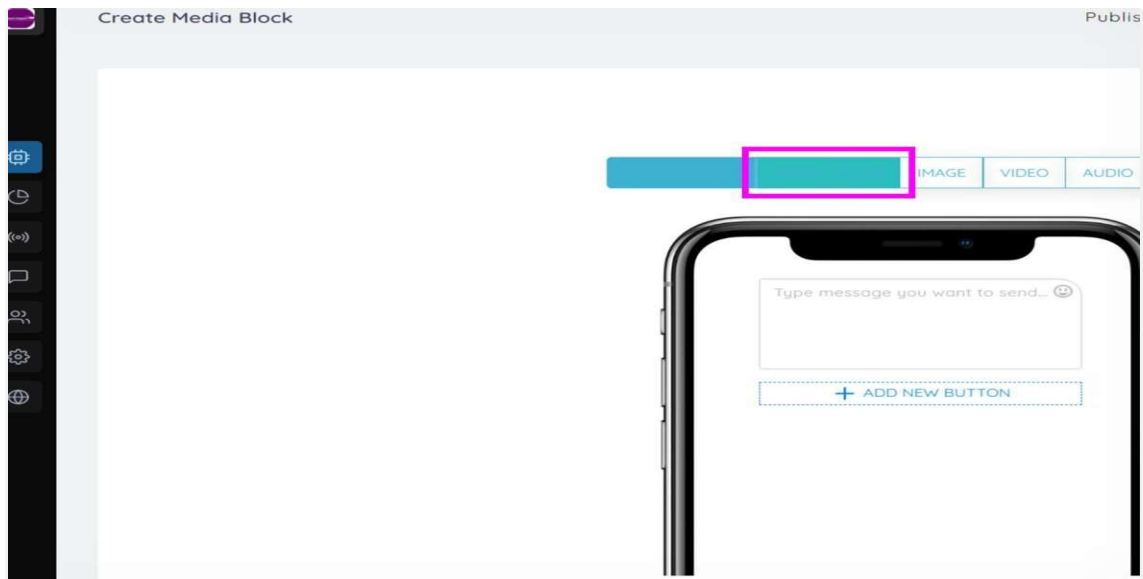 Create Media Block
Publis
IMAGE VIDEO AUDIO
Type message you want to send...
+ ADD NEW BUTTON